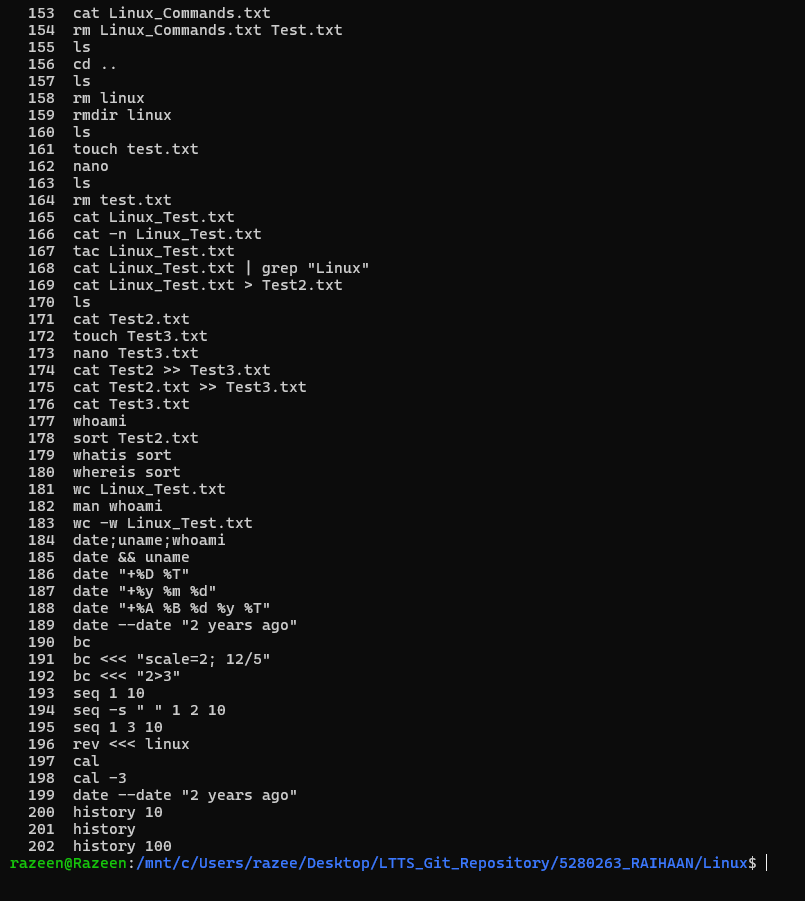 153  cat Linux_Commands.txt
154  rm Linux_Commands.txt Test.txt
155  ls
156  cd ..
157  ls
158  rm linux
159  rmdir linux
160  ls
161  touch test.txt
162  nano
163  ls
164  rm test.txt
165  cat Linux_Test.txt
166  cat -n Linux_Test.txt
167  tac Linux_Test.txt
168  cat Linux_Test.txt | grep "Linux"
169  cat Linux_Test.txt > Test2.txt
170  ls
171  cat Test2.txt
172  touch Test3.txt
173  nano Test3.txt
174  cat Test2 >> Test3.txt
175  cat Test2.txt >> Test3.txt
176  cat Test3.txt
177  whoami
178  sort Test2.txt
179  whatis sort
180  whereis sort
181  wc Linux_Test.txt
182  man whoami
183  wc -w Linux_Test.txt
184  date;uname;whoami
185  date && uname
186  date "+%D %T"
187  date "+%y %m %d"
188  date "+%A %B %d %y %T"
189  date --date "2 years ago"
190  bc
191  bc <<< "scale=2; 12/5"
192  bc <<< "2>3"
193  seq 1 10
194  seq -s " " 1 2 10
195  seq 1 3 10
196  rev <<< linux
197  cal
198  cal -3
199  date --date "2 years ago"
200  history 10
201  history
202  history 100
razeen@Razeen:/mnt/c/Users/razee/Desktop/LTTS_Git_Repository/5280263_RAIHAAN/Linux$